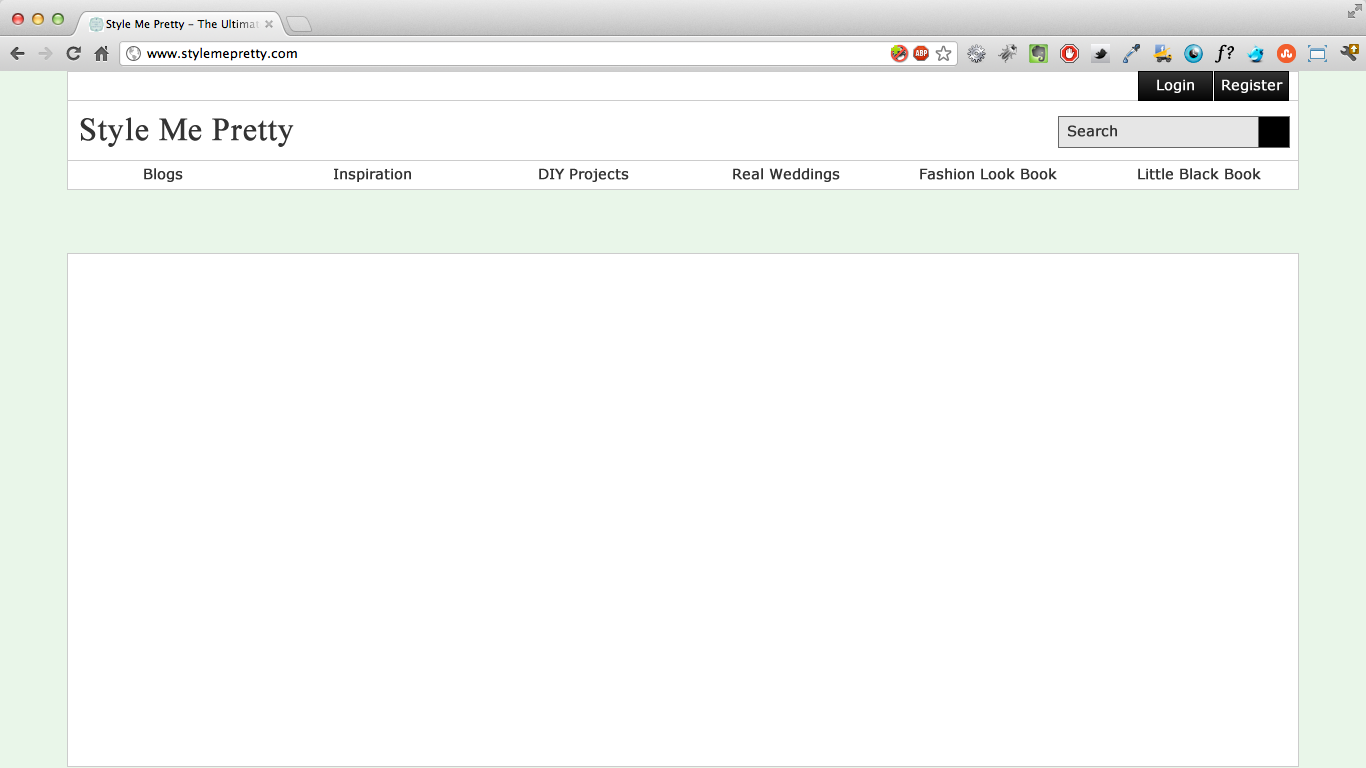 Style Me Pretty – The Ultimat
www.stylemepretty.com
ABP
f?
Login Register
Style Me Pretty
Search
Blogs Inspiration DIY Projects Real Weddings Fashion Look Book Little Black Book